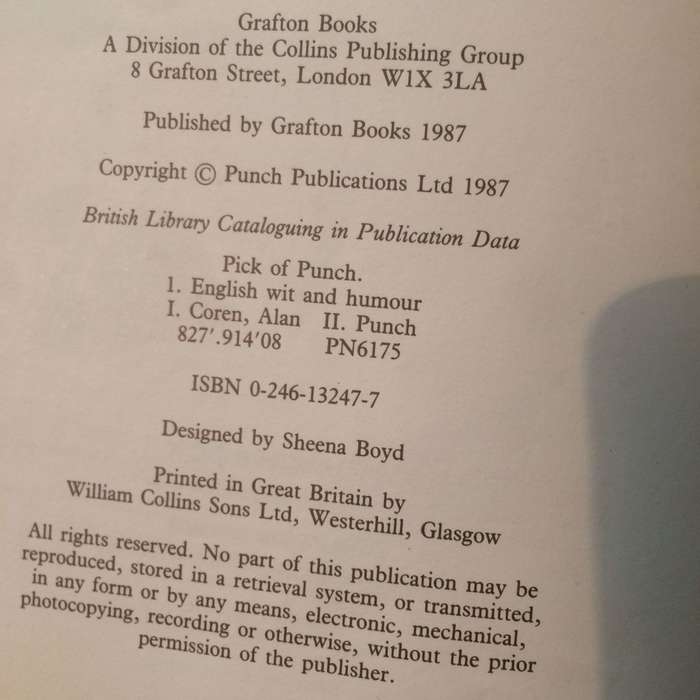 Grafton Books
A Division of the Collins Publishing Group
8 Grafton Street, London W1X 3LA
Published by Grafton Books 1987
Copyright © Punch Publications Ltd 1987
British Library Cataloguing in Publication Data
Pick of Punch.
1. English wit and humour
I. Coren, Alan II. Punch
827'.914'08 PN6175
ISBN 0-246-13247-7
Designed by Sheena Boyd
Printed in Great Britain by
William Collins Sons Ltd, Westerhill, Glasgow
All rights reserved. No part of this publication may be
reproduced, stored in a retrieval system, or transmitted,
in any form or by any means, electronic, mechanical,
photocopying, recording or otherwise, without the prior
permission of the publisher.